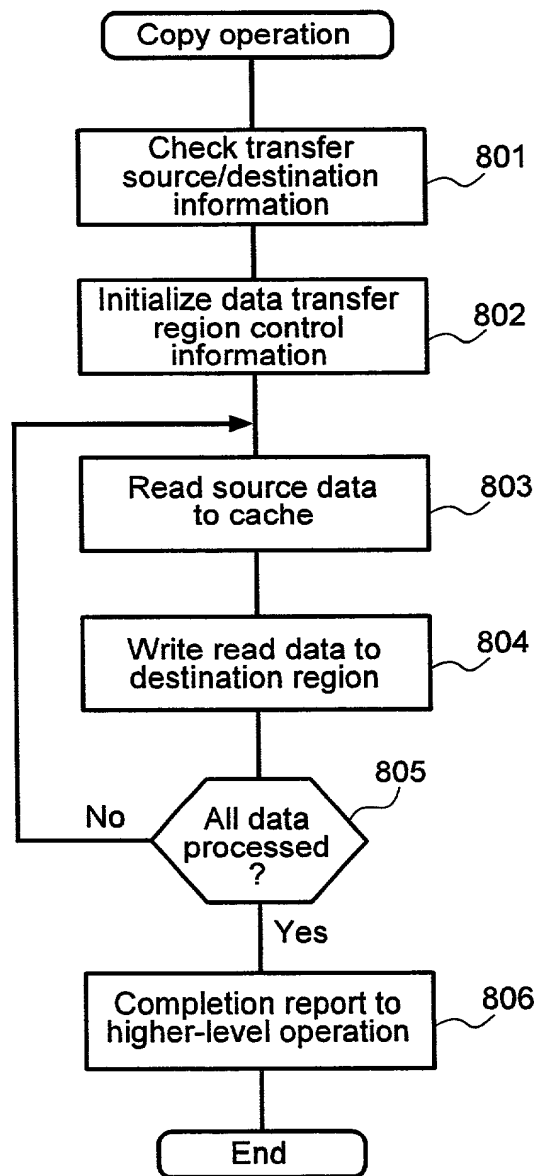 Copy operation
Check transfer
source/destination
information
801
Initialize data transfer
region control
information
802
Read source data
to cache
803
Write read data to
destination region
804
805
No
All data
processed
?
Yes
Completion report to
higher-level operation
806
End